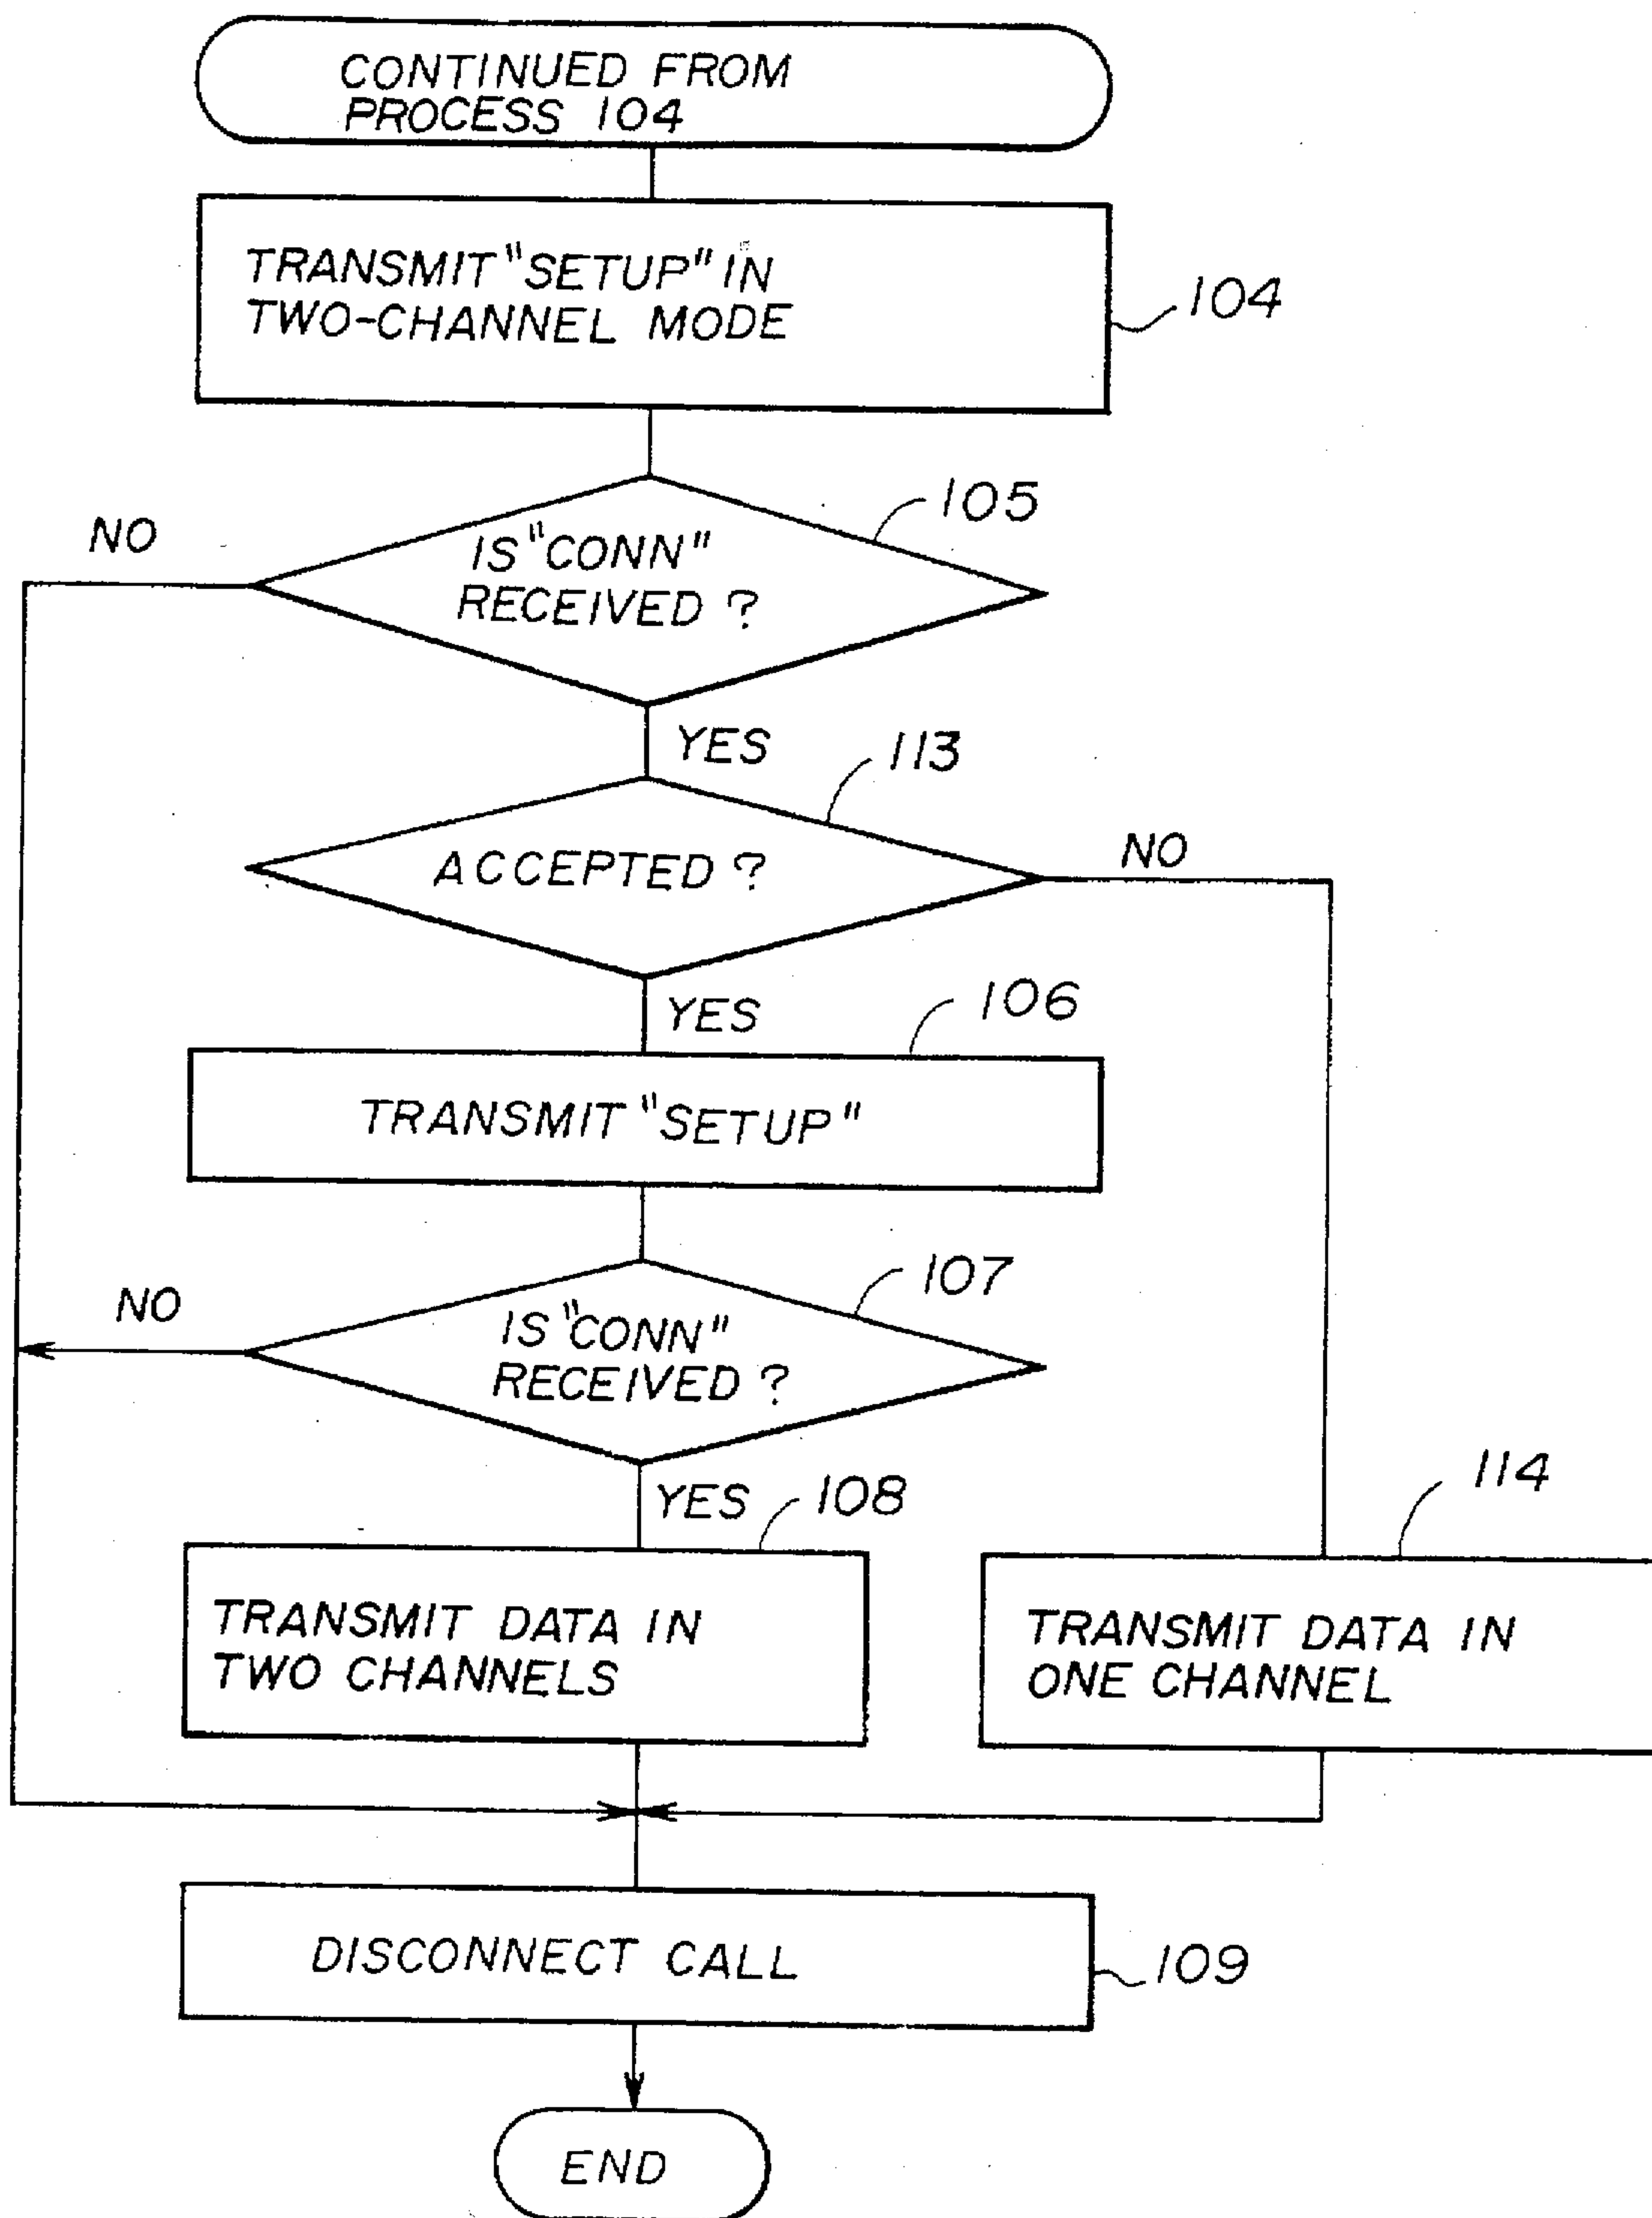 CONTINUED FROM
PROCESS 104
TRANSMIT "SETUP" IN
TWO-CHANNEL MODE
104
105
NO
IS "CONN"
RECEIVED ?
YES
113
ACCEPTED ?
NO
YES
106
TRANSMIT "SETUP"
107
NO
IS "CONN"
RECEIVED ?
YES
108
114
TRANSMIT DATA IN
TWO CHANNELS
TRANSMIT DATA IN
ONE CHANNEL
DISCONNECT CALL
109
END